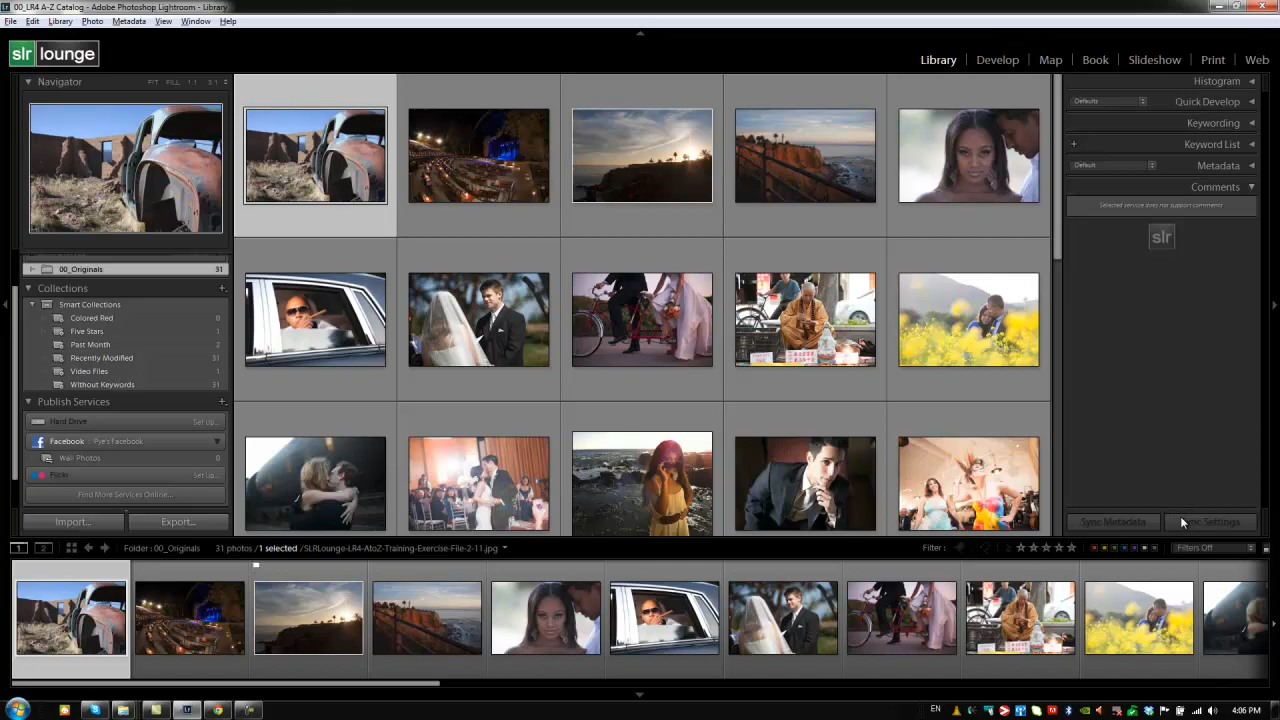 00_LR4 A-Z Catalog - Adobe Photoshop Lightroom - Library
File Edit Library Photo Metadata View Window Help
slr lounge
Library Develop Map Book Slideshow Print Web
Navigator FIT FILL 1:1 3:1
Histogram
Defaults Quick Develop
Keywording
Keyword List
Default Metadata
Comments
Selected service does not support comments
slr
00_Originals 31
Collections
Smart Collections
Colored Red 0
Five Stars 1
Past Month 2
Recently Modified 31
Video Files 1
Without Keywords 31
Publish Services
Hard Drive Set Up...
Facebook : Pye's Facebook
Wall Photos 0
Flickr Set Up...
Find More Services Online...
Import... Export...
Sync Metadata Sync Settings
1 2 Folder : 00_Originals 31 photos / 1 selected / SLRLounge-LR4-AtoZ-Training-Exercise-File-2-11.jpg Filter : Filters Off
EN 4:06 PM